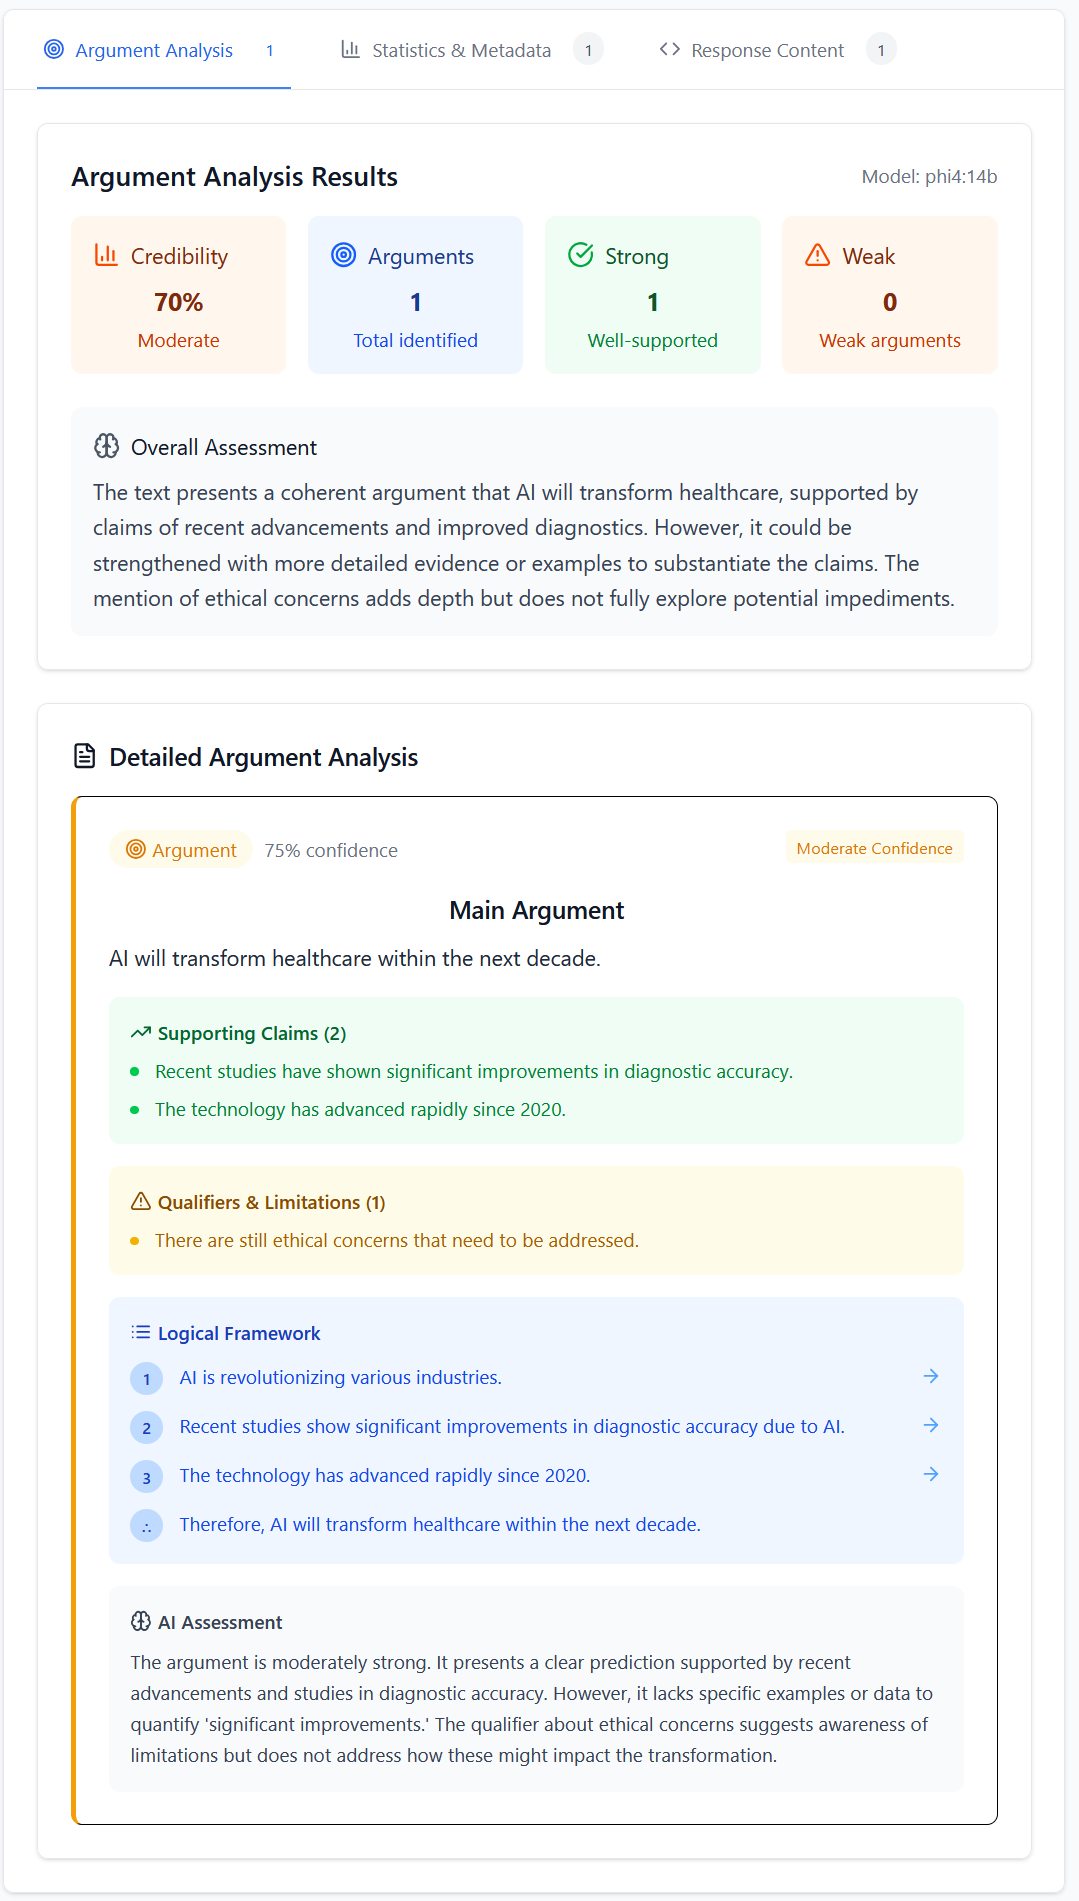 Argument Analysis 1 Statistics & Metadata 1 Response Content 1
Argument Analysis Results Model: phi4:14b
Credibility Arguments Strong Weak
70% 1 1 0
Moderate Total identified Well-supported Weak arguments
Overall Assessment
The text presents a coherent argument that AI will transform healthcare, supported by
claims of recent advancements and improved diagnostics. However, it could be
strengthened with more detailed evidence or examples to substantiate the claims. The
mention of ethical concerns adds depth but does not fully explore potential impediments.
Detailed Argument Analysis
Argument 75% confidence Moderate Confidence
Main Argument
AI will transform healthcare within the next decade.
Supporting Claims (2)
Recent studies have shown significant improvements in diagnostic accuracy.
The technology has advanced rapidly since 2020.
Qualifiers & Limitations (1)
There are still ethical concerns that need to be addressed.
Logical Framework
1 AI is revolutionizing various industries. →
2 Recent studies show significant improvements in diagnostic accuracy due to AI. →
3 The technology has advanced rapidly since 2020. →
∴ Therefore, AI will transform healthcare within the next decade.
AI Assessment
The argument is moderately strong. It presents a clear prediction supported by recent
advancements and studies in diagnostic accuracy. However, it lacks specific examples or data to
quantify 'significant improvements.' The qualifier about ethical concerns suggests awareness of
limitations but does not address how these might impact the transformation.